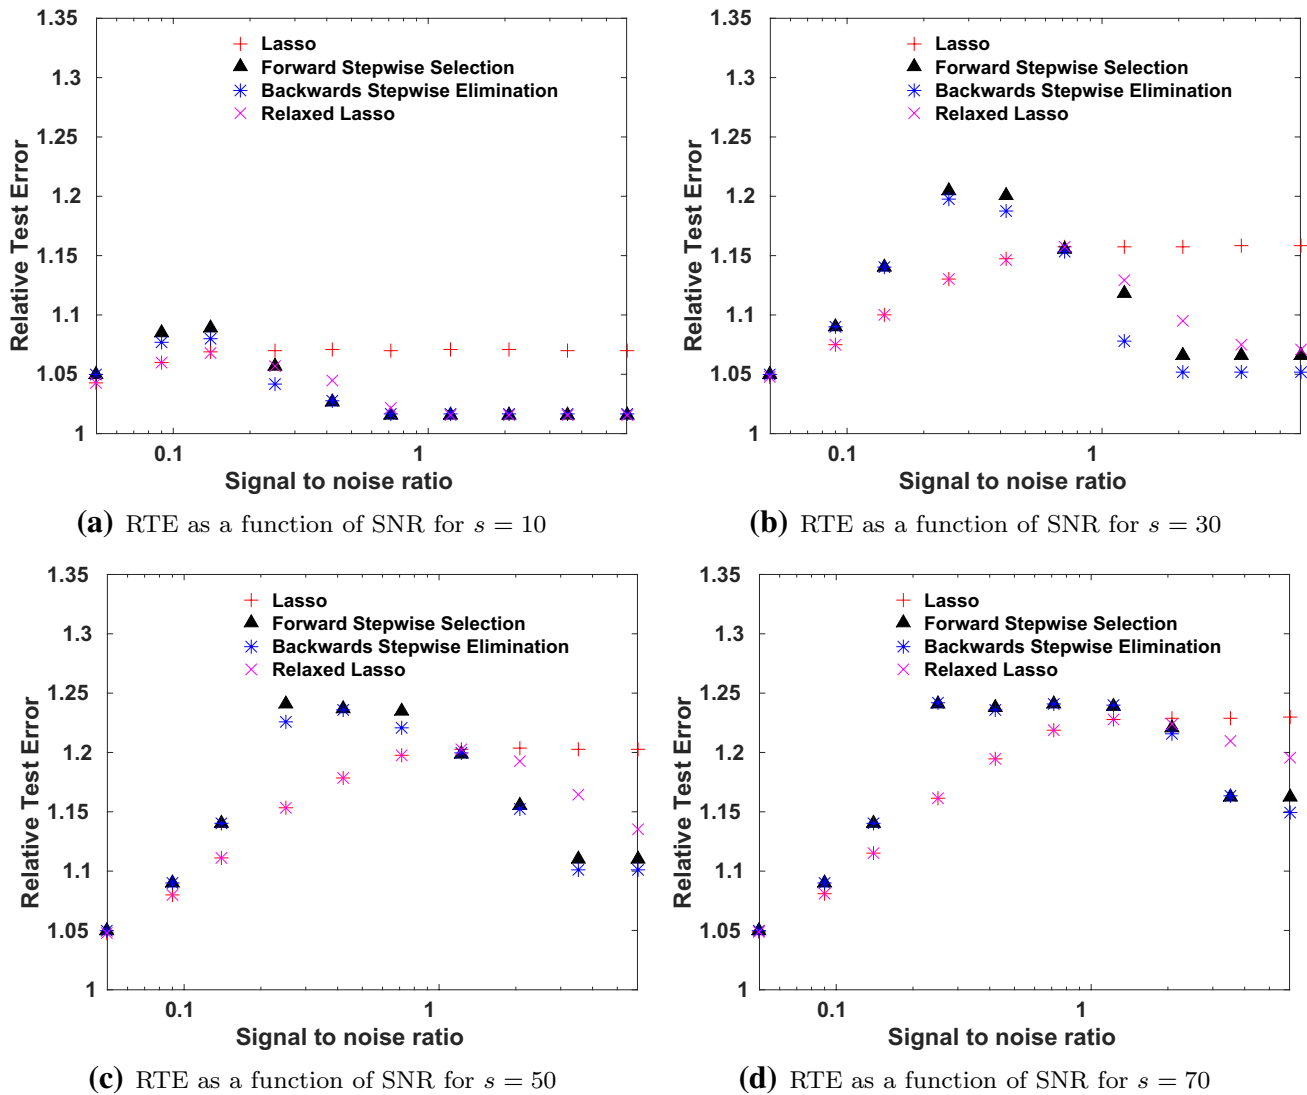 1.35
1.3
1.25
1.2
1.15
1.1
1.05
1
Relative Test Error
Lasso
Forward Stepwise Selection
Backwards Stepwise Elimination
Relaxed Lasso
0.1
1
Signal to noise ratio
(a) RTE as a function of SNR for s = 10
1.35
1.3
1.25
1.2
1.15
1.1
1.05
1
Relative Test Error
Lasso
Forward Stepwise Selection
Backwards Stepwise Elimination
Relaxed Lasso
0.1
1
Signal to noise ratio
(b) RTE as a function of SNR for s = 30
1.35
1.3
1.25
1.2
1.15
1.1
1.05
1
Relative Test Error
Lasso
Forward Stepwise Selection
Backwards Stepwise Elimination
Relaxed Lasso
0.1
1
Signal to noise ratio
(c) RTE as a function of SNR for s = 50
1.35
1.3
1.25
1.2
1.15
1.1
1.05
1
Relative Test Error
Lasso
Forward Stepwise Selection
Backwards Stepwise Elimination
Relaxed Lasso
0.1
1
Signal to noise ratio
(d) RTE as a function of SNR for s = 70